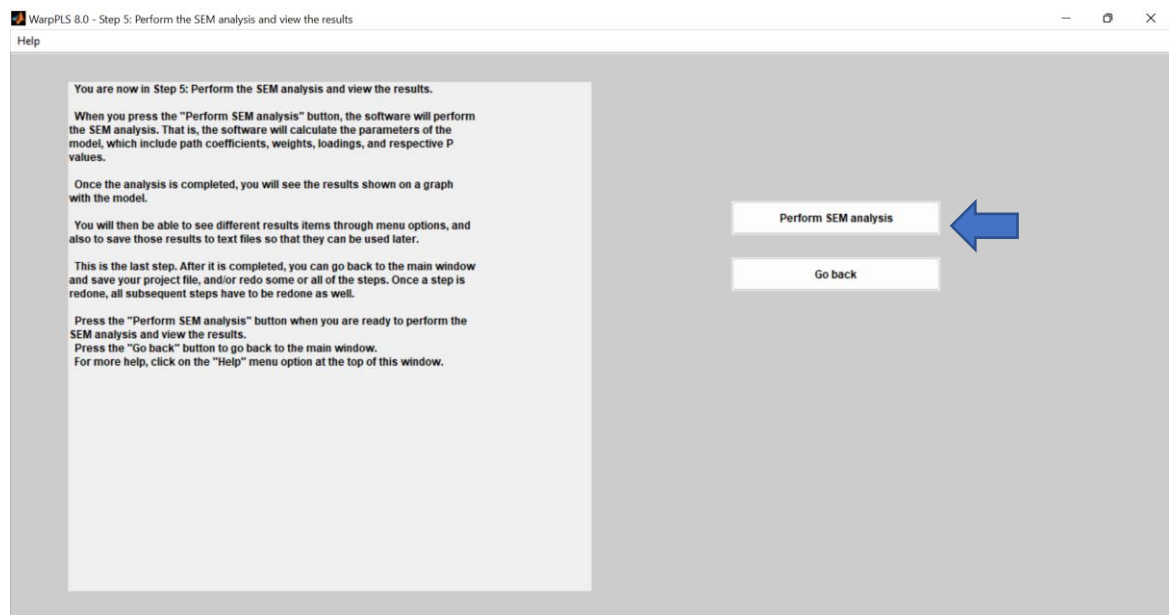 WarpPLS 8.0 - Step 5: Perform the SEM analysis and view the results
Help
You are now in Step 5: Perform the SEM analysis and view the results.
When you press the "Perform SEM analysis" button, the software will perform
the SEM analysis. That is, the software will calculate the parameters of the
model, which include path coefficients, weights, loadings, and respective P
values.
Once the analysis is completed, you will see the results shown on a graph
with the model.
You will then be able to see different results items through menu options, and
also to save those results to text files so that they can be used later.
This is the last step. After it is completed, you can go back to the main window
and save your project file, and/or redo some or all of the steps. Once a step is
redone, all subsequent steps have to be redone as well.
Press the "Perform SEM analysis" button when you are ready to perform the
SEM analysis and view the results.
Press the "Go back" button to go back to the main window.
For more help, click on the "Help" menu option at the top of this window.
Perform SEM analysis
Go back